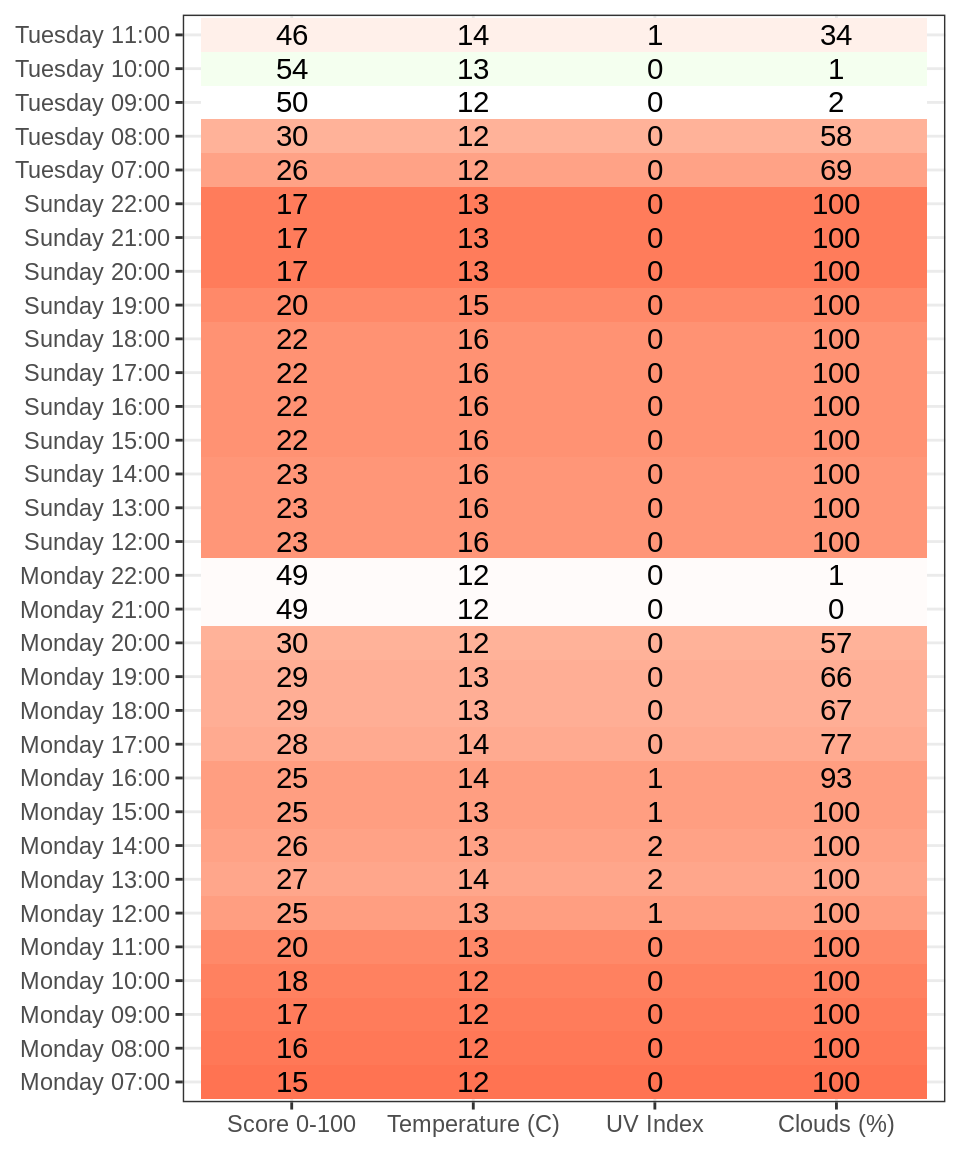 Tuesday 11:00 46 14 1 34
Tuesday 10:00 54 13 0 1
Tuesday 09:00 50 12 0 2
Tuesday 08:00 30 12 0 58
Tuesday 07:00 26 12 0 69
Sunday 22:00 17 13 0 100
Sunday 21:00 17 13 0 100
Sunday 20:00 17 13 0 100
Sunday 19:00 20 15 0 100
Sunday 18:00 22 16 0 100
Sunday 17:00 22 16 0 100
Sunday 16:00 22 16 0 100
Sunday 15:00 22 16 0 100
Sunday 14:00 23 16 0 100
Sunday 13:00 23 16 0 100
Sunday 12:00 23 16 0 100
Monday 22:00 49 12 0 1
Monday 21:00 49 12 0 0
Monday 20:00 30 12 0 57
Monday 19:00 29 13 0 66
Monday 18:00 29 13 0 67
Monday 17:00 28 14 0 77
Monday 16:00 25 14 1 93
Monday 15:00 25 13 1 100
Monday 14:00 26 13 2 100
Monday 13:00 27 14 2 100
Monday 12:00 25 13 1 100
Monday 11:00 20 13 0 100
Monday 10:00 18 12 0 100
Monday 09:00 17 12 0 100
Monday 08:00 16 12 0 100
Monday 07:00 15 12 0 100
Score 0-100 Temperature (C) UV Index Clouds (%)